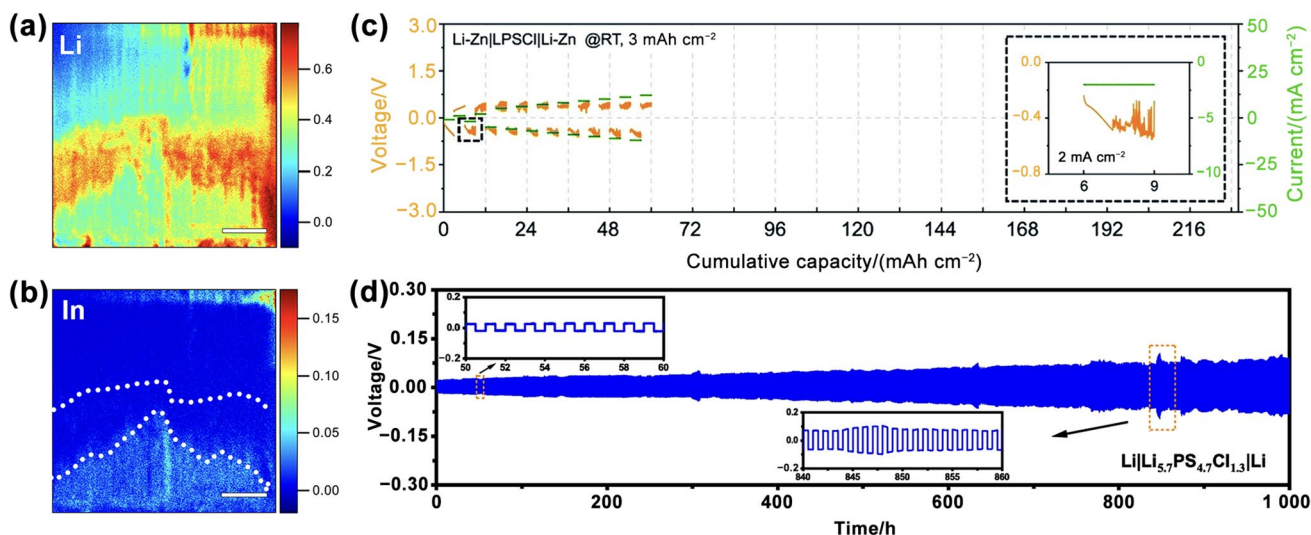 (a)
Li
0.6
0.4
0.2
0.0
(b)
In
0.15
0.10
0.05
0.00
(c)
Li-Zn|LPSCl|Li-Zn @RT, 3 mAh cm⁻²
Voltage/V
3.0
1.5
0.0
−1.5
−3.0
50
25
0
−25
−50
Current/(mA cm⁻²)
0.0
−0.4
−0.8
0
−5
−10
2 mA cm⁻²
6 9
0 24 48 72 96 120 144 168 192 216
Cumulative capacity/(mAh cm⁻²)
(d)
Voltage/V
0.30
0.15
0.00
−0.15
−0.30
0.2
0.0
−0.2
50 52 54 56 58 60
0.2
0.0
−0.2
840 845 850 855 860
Li|Li₅.₇PS₄.₇Cl₁.₃|Li
0 200 400 600 800 1 000
Time/h